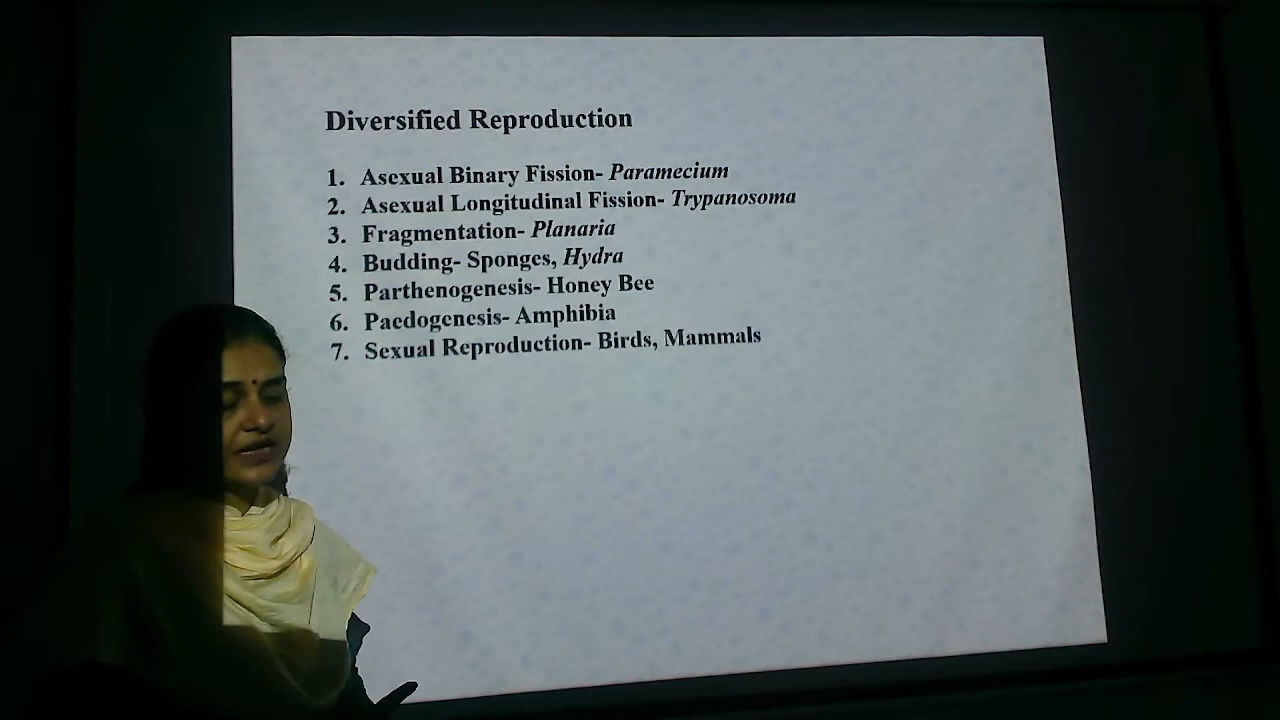 Diversified Reproduction
1. Asexual Binary Fission- Paramecium
2. Asexual Longitudinal Fission- Trypanosoma
3. Fragmentation- Planaria
4. Budding- Sponges, Hydra
5. Parthenogenesis- Honey Bee
6. Paedogenesis- Amphibia
7. Sexual Reproduction- Birds, Mammals